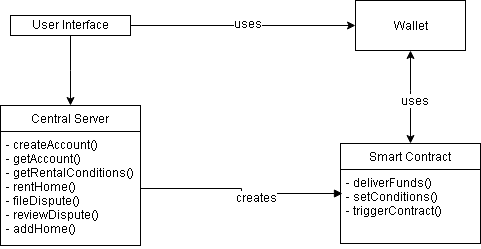 User Interface
uses
Wallet
uses
Central Server
- createAccount()
- getAccount()
- getRentalConditions()
- rentHome()
- fileDispute()
- reviewDispute()
- addHome()
creates
Smart Contract
- deliverFunds()
- setConditions()
- triggerContract()